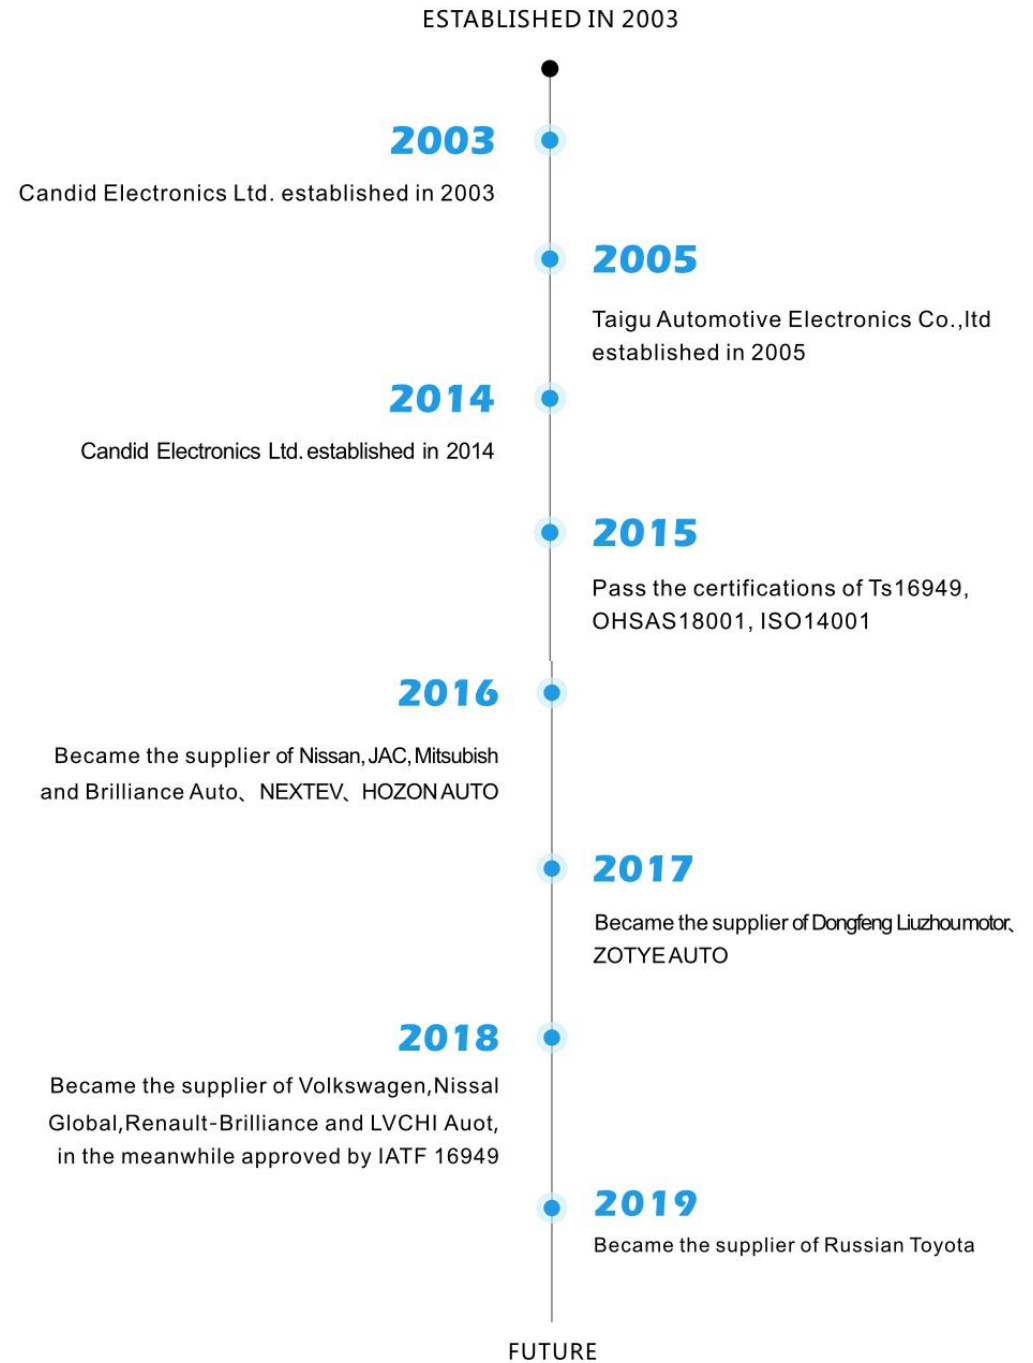 ESTABLISHED IN 2003
2003
Candid Electronics Ltd. established in 2003
2005
Taigu Automotive Electronics Co.,ltd
established in 2005
2014
Candid Electronics Ltd. established in 2014
2015
Pass the certifications of Ts16949,
OHSAS18001, ISO14001
2016
Became the supplier of Nissan, JAC, Mitsubish
and Brilliance Auto、NEXTEV、HOZON AUTO
2017
Became the supplier of Dongfeng Liuzhou motor、
ZOTYE AUTO
2018
Became the supplier of Volkswagen,Nissal
Global,Renault-Brilliance and LVCHI Auot,
in the meanwhile approved by IATF 16949
2019
Became the supplier of Russian Toyota
FUTURE